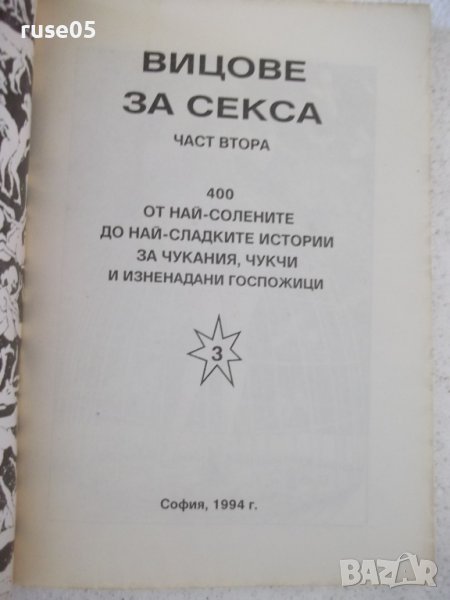 ruse05
ВИЦОВЕ
ЗА СЕКСА
ЧАСТ ВТОРА
400
ОТ НАЙ-СОЛЕНИТЕ
ДО НАЙ-СЛАДКИТЕ ИСТОРИИ
ЗА ЧУКАНИЯ, ЧУКЧИ
И ИЗНЕНАДАНИ ГОСПОЖИЦИ
3
София, 1994 г.
BAZAR